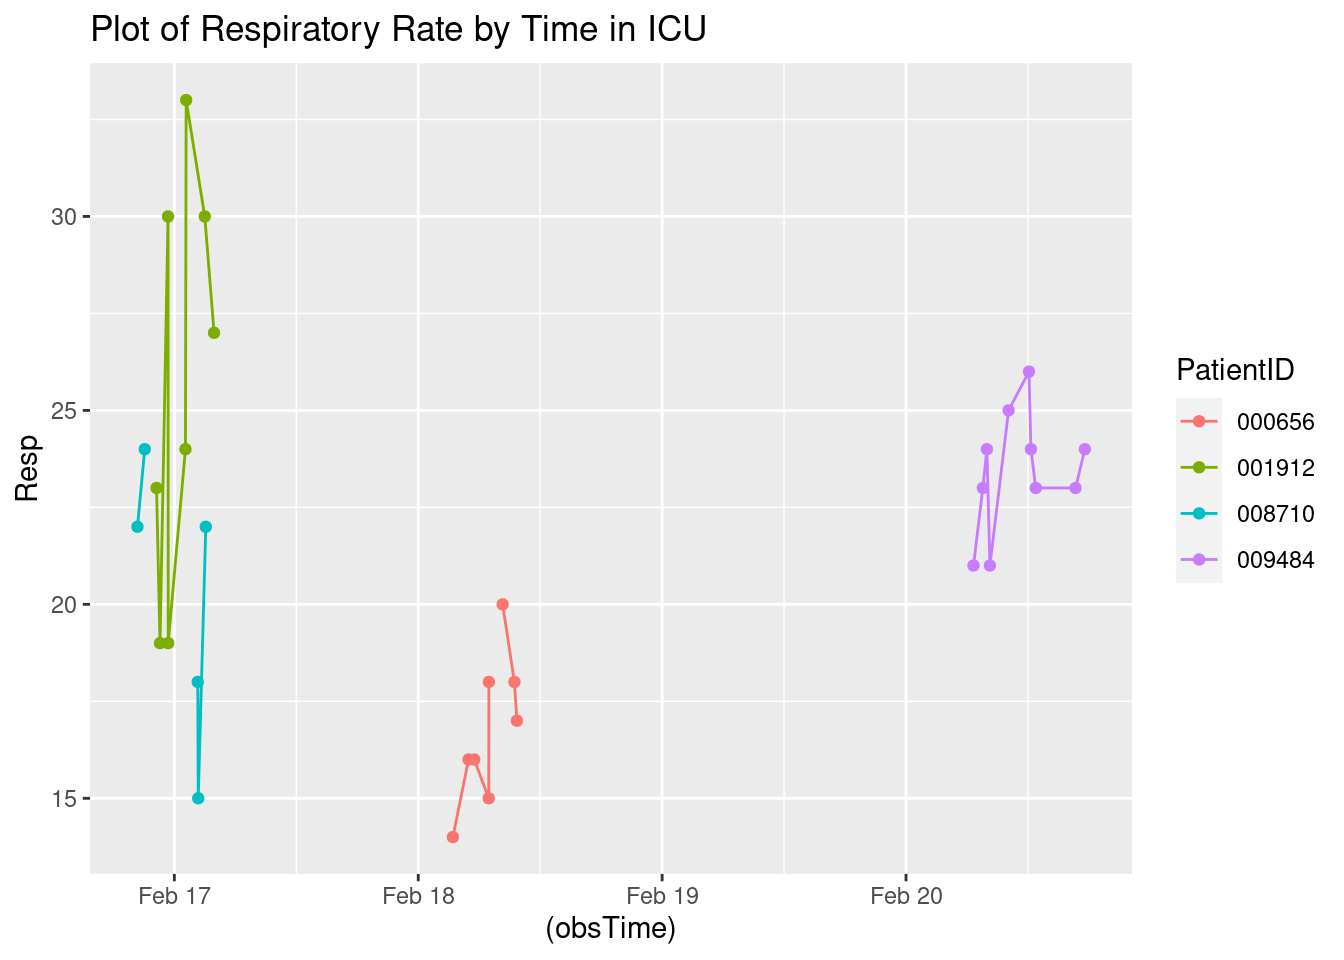 Plot of Respiratory Rate by Time in ICU
30
25
20
15
Resp
Feb 17
Feb 18
Feb 19
Feb 20
(obsTime)
PatientID
000656
001912
008710
009484